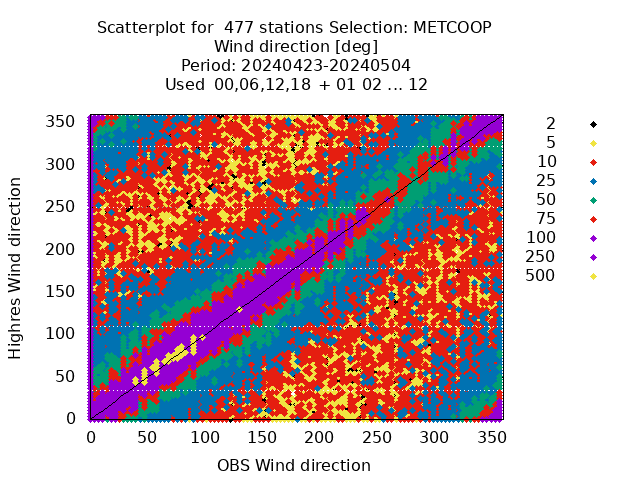 Scatterplot for  477 stations Selection: METCOOP
Wind direction [deg]
Period: 20240423-20240504
Used  00,06,12,18  + 01 02 ... 12
350
300
250
200
150
100
50
0
Highres Wind direction
0 50 100 150 200 250 300 350
OBS Wind direction
2
5
10
25
50
75
100
250
500